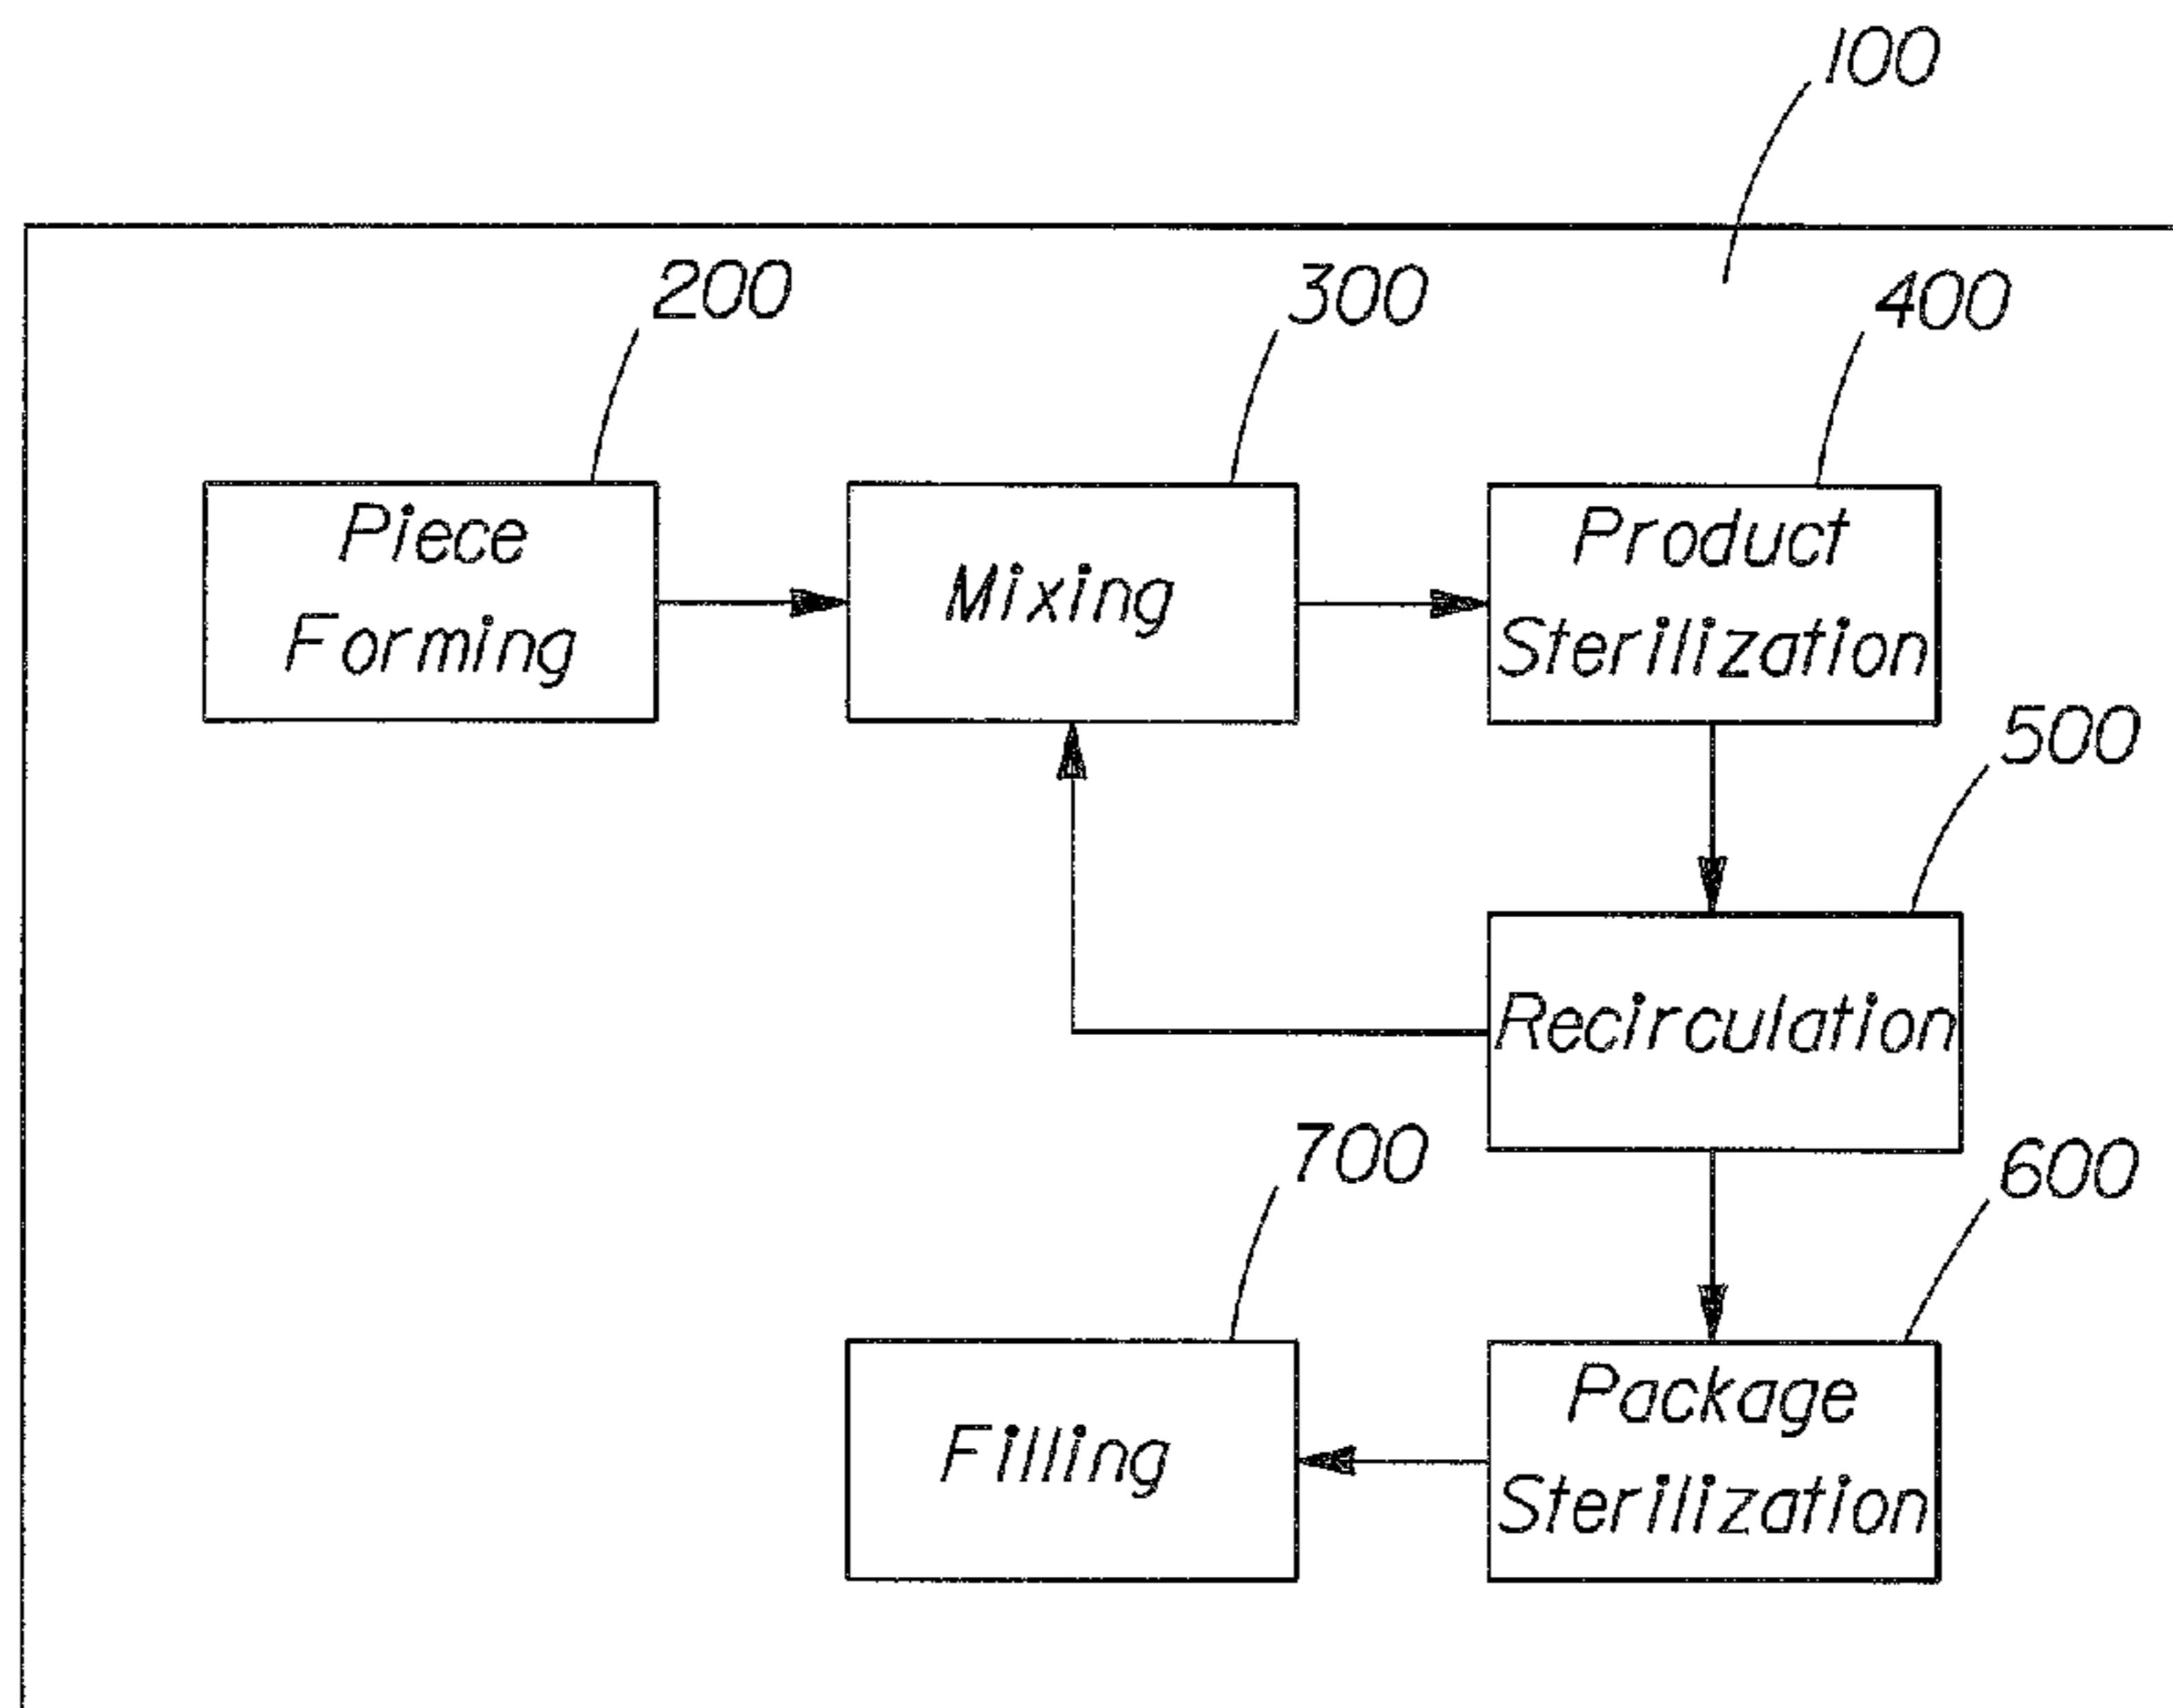 100
200
300
400
Piece
Forming
Mixing
Product
Sterilization
500
Recirculation
700
600
Filling
Package
Sterilization